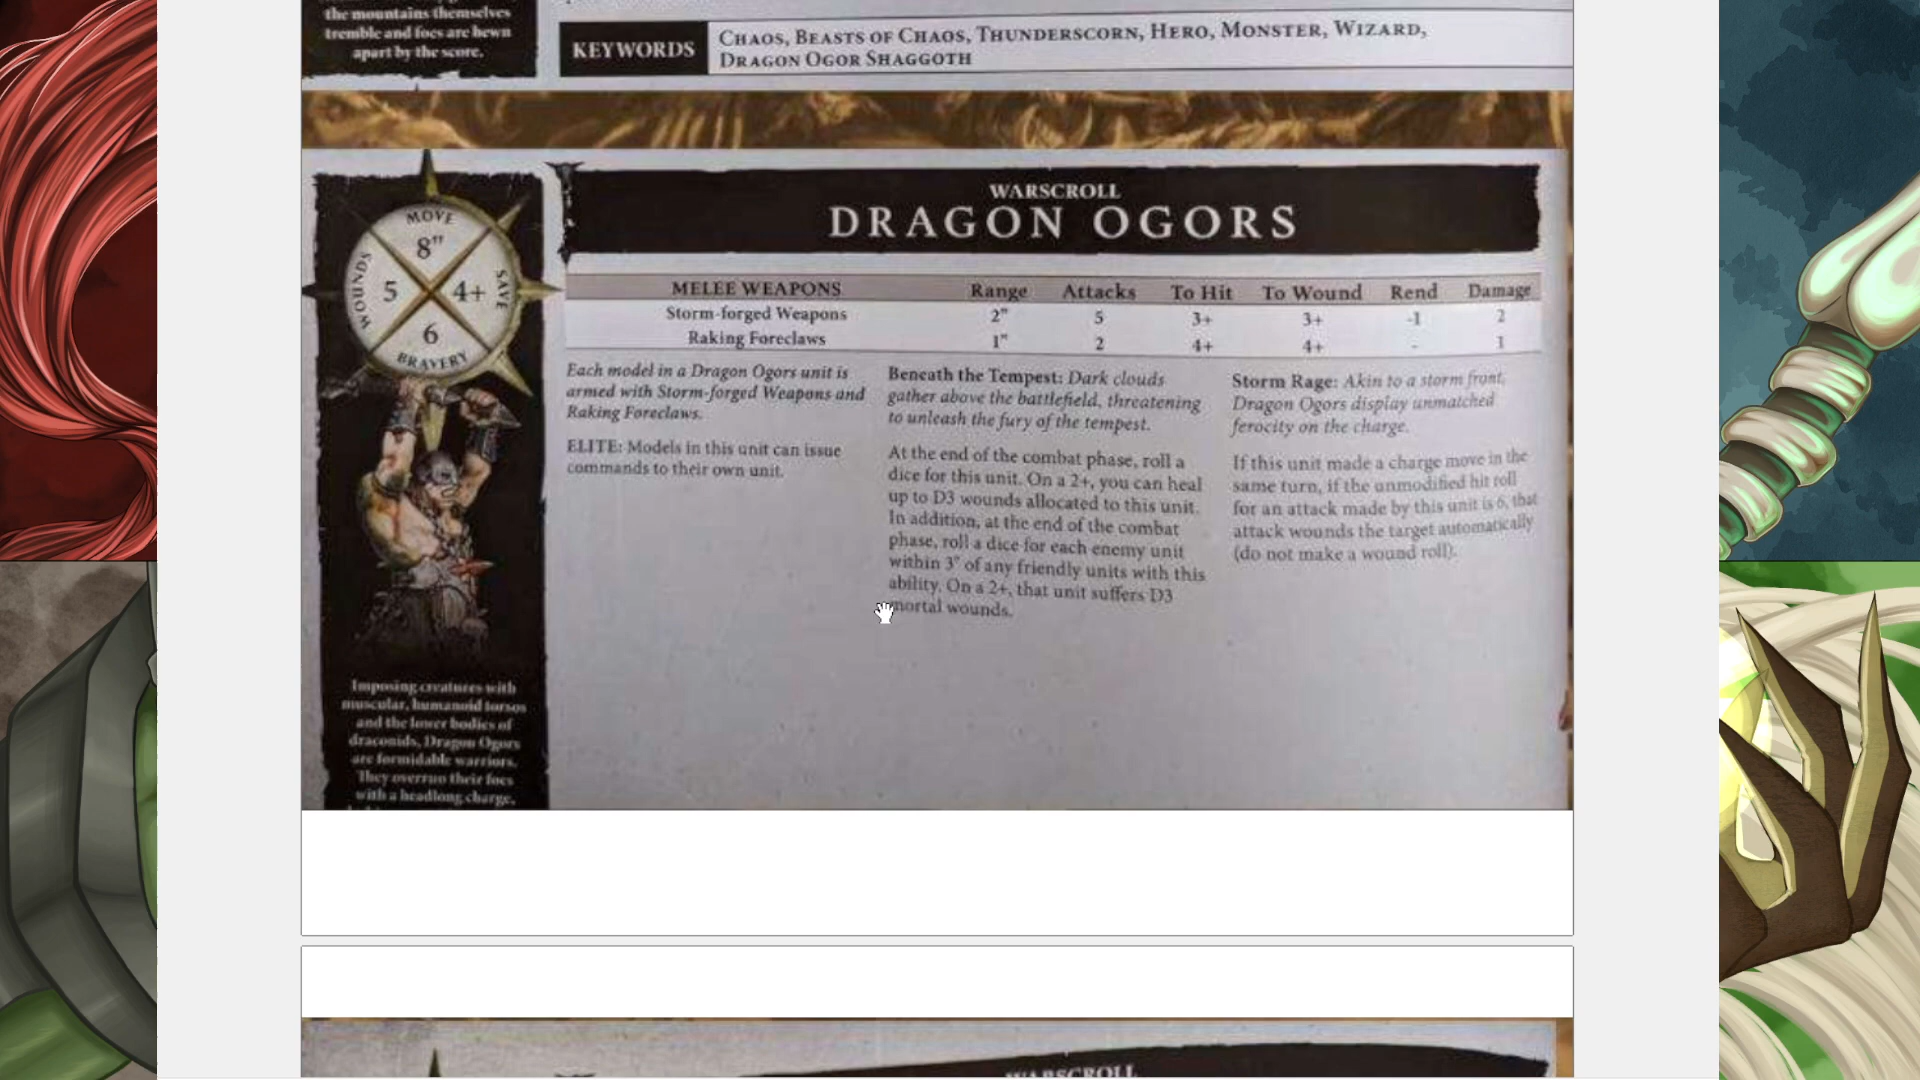 the mountains themselves
tremble and foes are hewn
apart by the score.
KEYWORDS
CHAOS, BEASTS OF CHAOS, THUNDERSCORN, HERO, MONSTER, WIZARD,
DRAGON OGOR SHAGGOTH
WARSCROLL
DRAGON OGORS
MOVE
8"
WOUNDS
5
4+
SAVE
6
BRAVERY
MELEE WEAPONS Range Attacks To Hit To Wound Rend Damage
Storm-forged Weapons 2" 5 3+ 3+ -1 2
Raking Foreclaws 1" 2 4+ 4+ - 1
Each model in a Dragon Ogors unit is
armed with Storm-forged Weapons and
Raking Foreclaws.
ELITE: Models in this unit can issue
commands to their own unit.
Beneath the Tempest: Dark clouds
gather above the battlefield, threatening
to unleash the fury of the tempest.
At the end of the combat phase, roll a
dice for this unit. On a 2+, you can heal
up to D3 wounds allocated to this unit.
In addition, at the end of the combat
phase, roll a dice for each enemy unit
within 3" of any friendly units with this
ability. On a 2+, that unit suffers D3
mortal wounds.
Storm Rage: Akin to a storm front,
Dragon Ogors display unmatched
ferocity on the charge.
If this unit made a charge move in the
same turn, if the unmodified hit roll
for an attack made by this unit is 6, that
attack wounds the target automatically
(do not make a wound roll).
Imposing creatures with
muscular, humanoid torsos
and the lower bodies of
draconids, Dragon Ogors
are formidable warriors.
They overrun their foes
with a headlong charge,
WARSCROLL